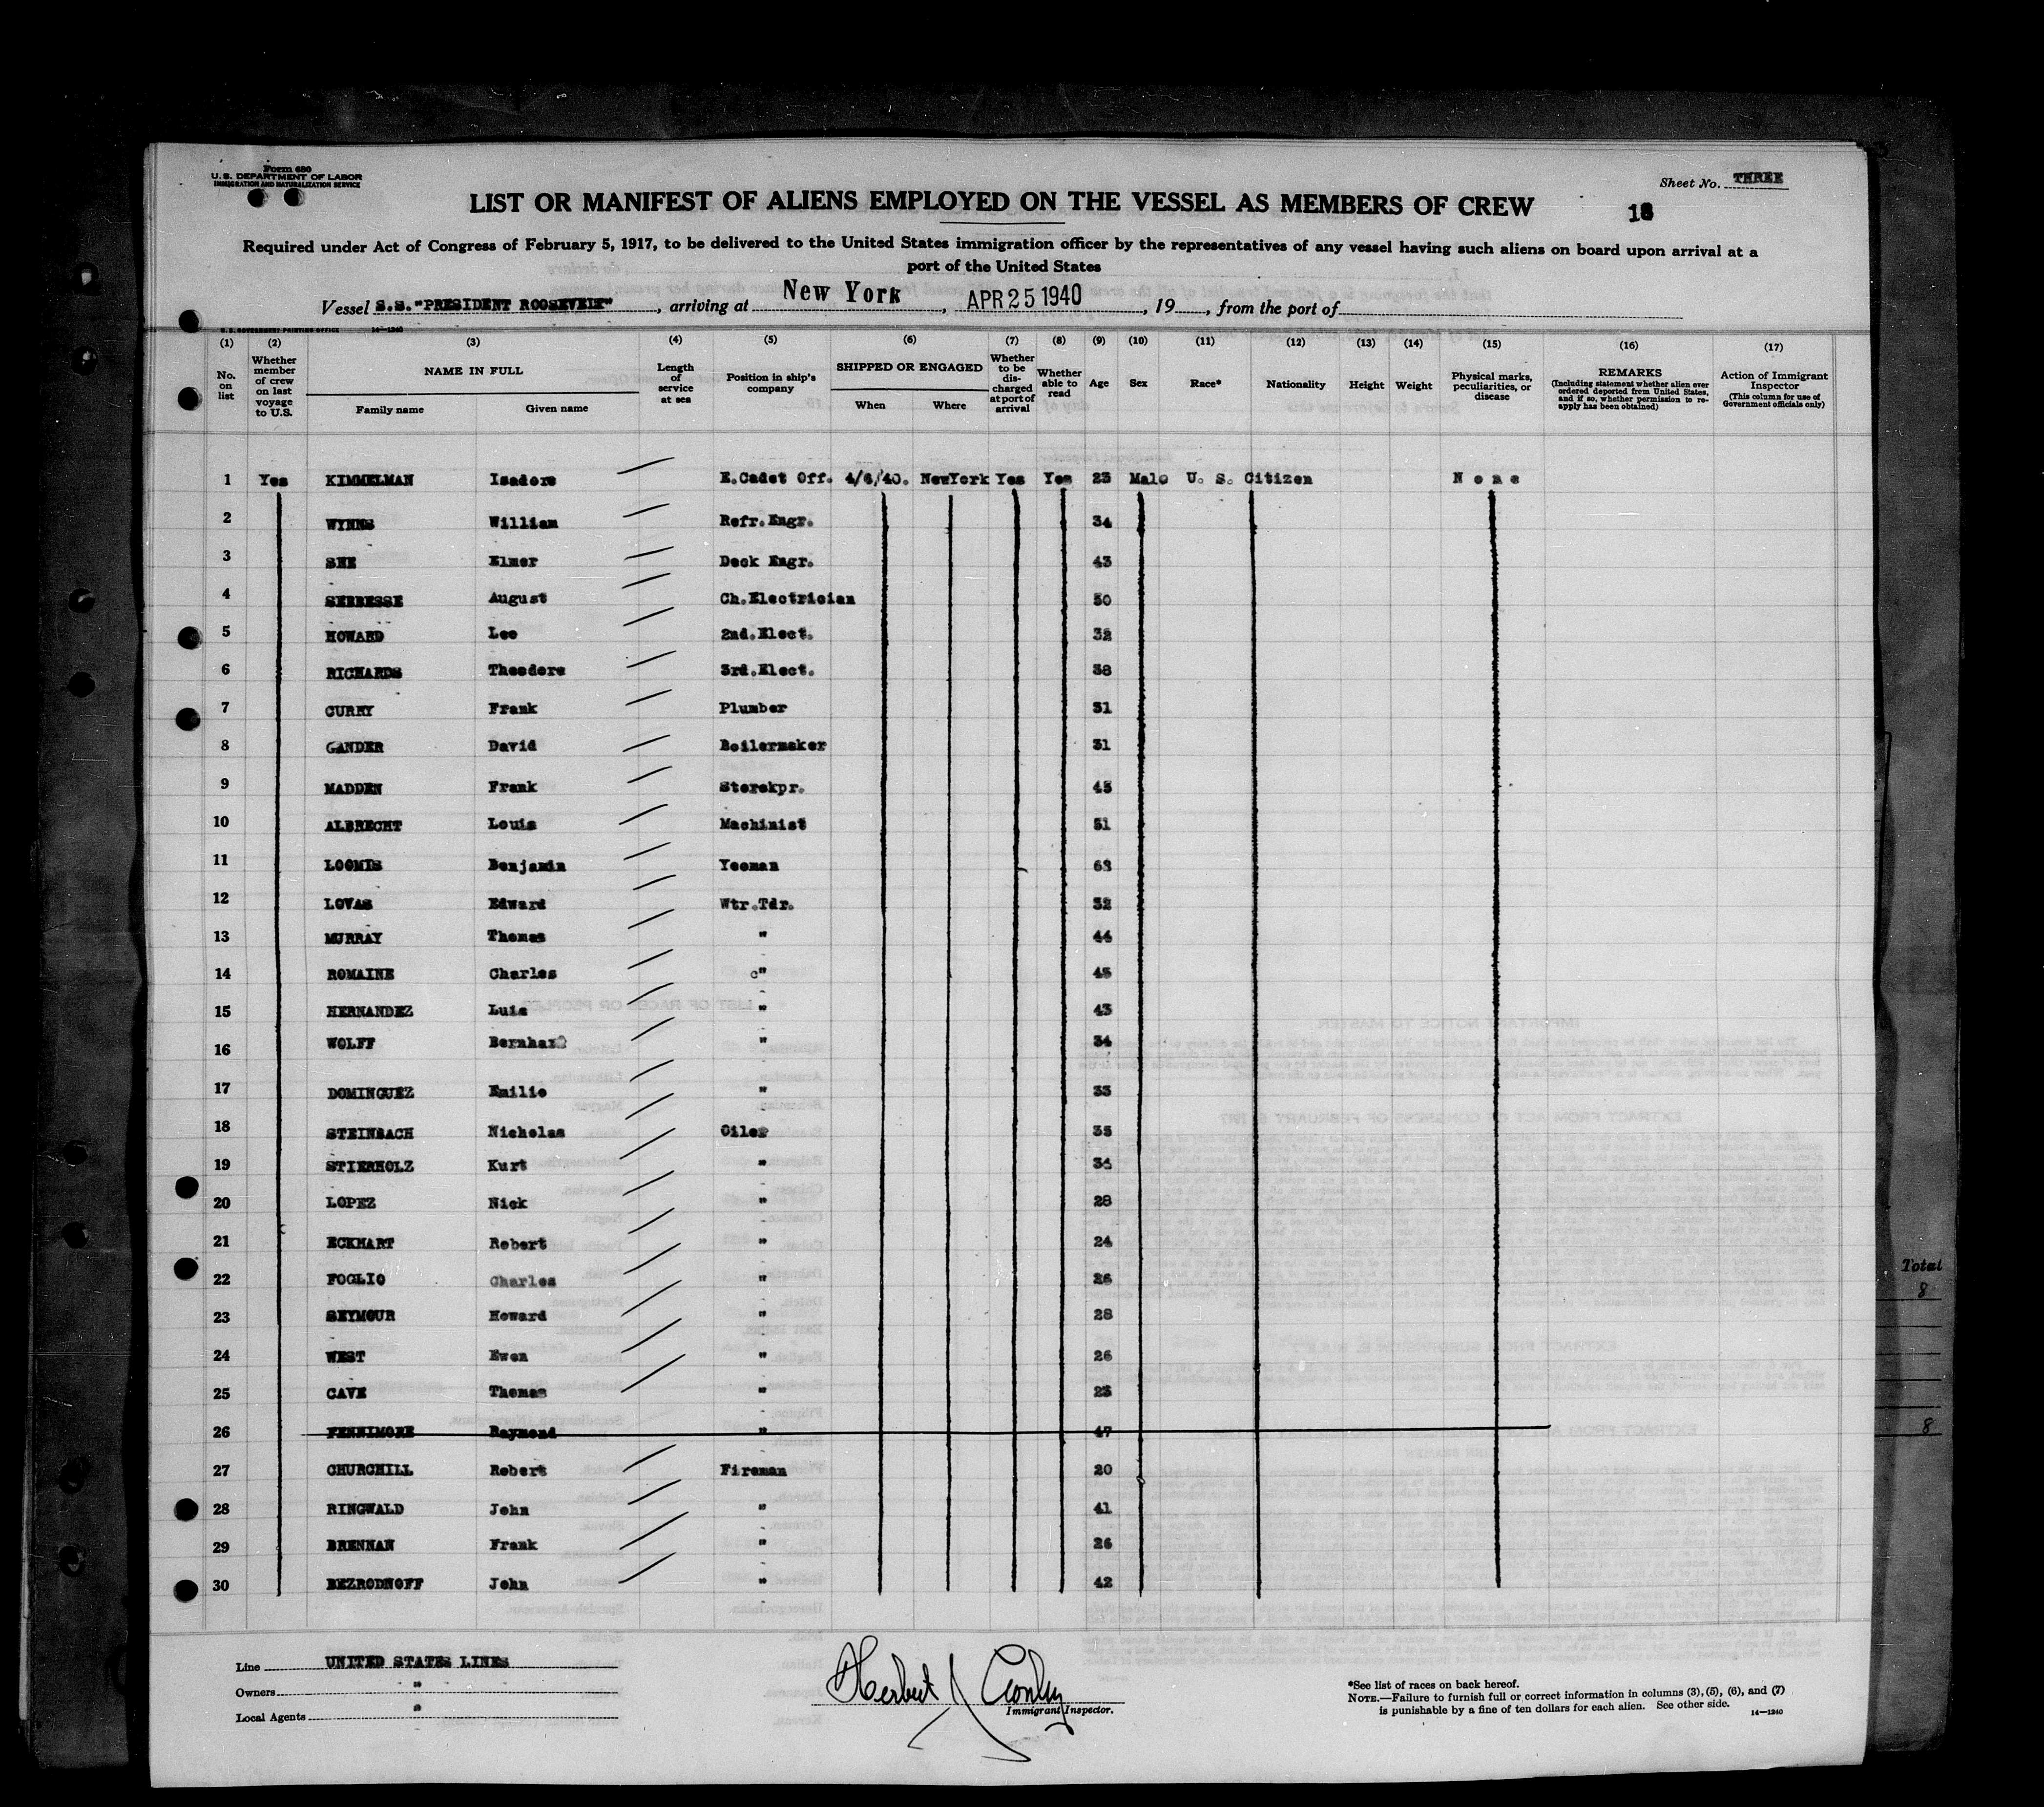 Form 680
U. S. DEPARTMENT OF LABOR
IMMIGRATION AND NATURALIZATION SERVICE
Sheet No. THREE
LIST OR MANIFEST OF ALIENS EMPLOYED ON THE VESSEL AS MEMBERS OF CREW
18
Required under Act of Congress of February 5, 1917, to be delivered to the United States immigration officer by the representatives of any vessel having such aliens on board upon arrival at a
port of the United States
Vessel S.S. "PRESIDENT ROOSEVELT", arriving at New York, APR 25 1940, 19, from the port of
U. S. GOVERNMENT PRINTING OFFICE 14—1240
(1) (2) (3) (4) (5) (6) (7) (8) (9) (10) (11) (12) (13) (14) (15) (16) (17)
No. on list
Whether member of crew on last voyage to U.S.
NAME IN FULL
Family name Given name
Length of service at sea
Position in ship's company
SHIPPED OR ENGAGED
When Where
Whether to be discharged at port of arrival
Whether able to read
Age
Sex
Race*
Nationality
Height
Weight
Physical marks, peculiarities, or disease
REMARKS
(Including statement whether alien ever ordered deported from United States, and if so, whether permission to reapply has been obtained)
Action of Immigrant Inspector
(This column for use of Government officials only)
1 Yes KIMMELMAN Isadore E.Cadet Off. 4/6/40. NewYork Yes Yes 23 Male U. S. Citizen None
2 WYNNS William Refr.Engr. 34
3 SHE Elmer Deck Engr. 43
4 August Ch.Electrician 50
5 HOWARD Lee 2nd.Elect. 32
6 RICHARDS Theodore 3rd.Elect. 38
7 CURRY Frank Plumber 31
8 GANDER David Boilermaker 31
9 MADDEN Frank Storekpr. 45
10 ALBRECHT Louis Machinist 51
11 LOOMIS Benjamin Yeoman 63
12 LOVAS Edward Wtr.Tdr. 32
13 MURRAY Thomas " 44
14 ROMAINE Charles " 45
15 HERNANDEZ Luis " 43
16 WOLFF Bernhard " 34
17 DOMINGUEZ Emilio " 33
18 STEINBACH Nicholas Oiler 35
19 STIERHOLZ Kurt " 34
20 LOPEZ Nick " 28
21 ECKHART Robert " 24
22 FOGLIO Charles " 26
23 SEYMOUR Howard " 28
24 WEST Ewen " 26
25 CAVE Thomas " 23
26 FENNIMORE Raymond " 47
27 CHURCHILL Robert Fireman 20
28 RINGWALD John " 41
29 BRENNAN Frank " 26
30 BEZRODNOFF John " 42
Total
8
8
Line UNITED STATES LINES
Owners "
Local Agents "
Herbert J Conley
Immigrant Inspector.
*See list of races on back hereof.
NOTE.—Failure to furnish full or correct information in columns (3), (5), (6), and (7)
is punishable by a fine of ten dollars for each alien. See other side.
14—1240